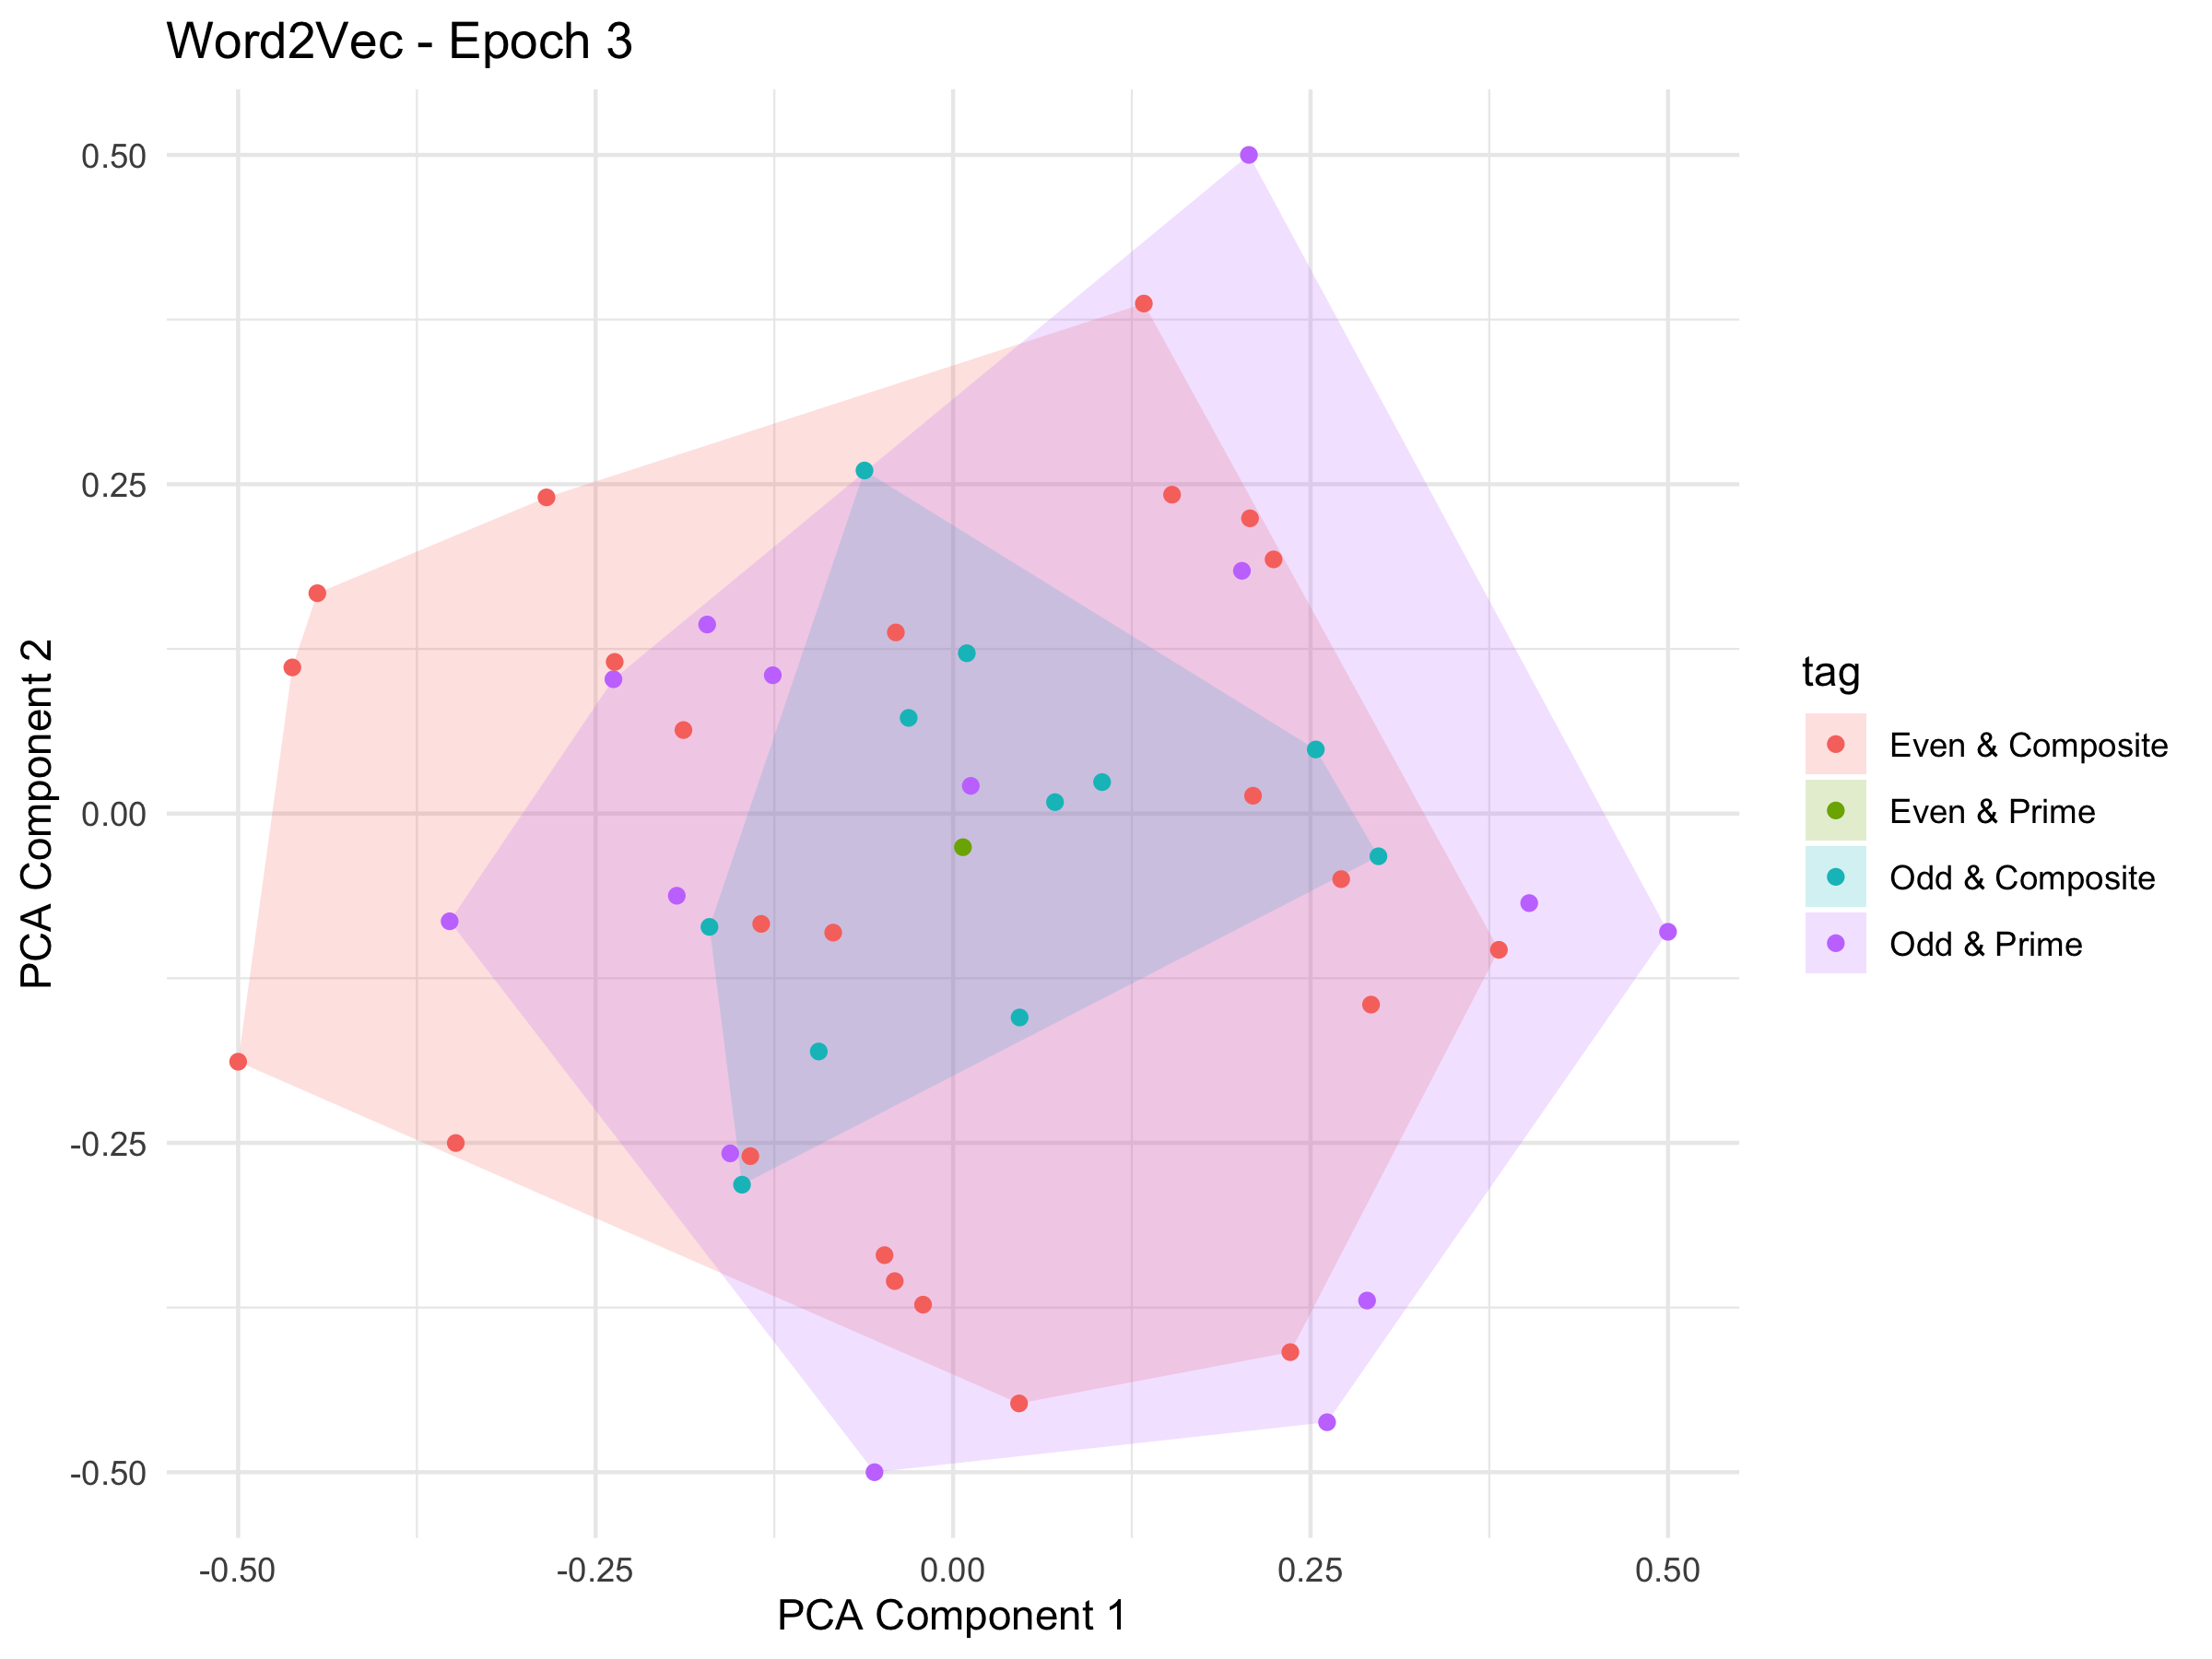 Word2Vec - Epoch 3
PCA Component 2
0.50
0.25
0.00
-0.25
-0.50
-0.50
-0.25
0.00
0.25
0.50
PCA Component 1
tag
Even & Composite
Even & Prime
Odd & Composite
Odd & Prime